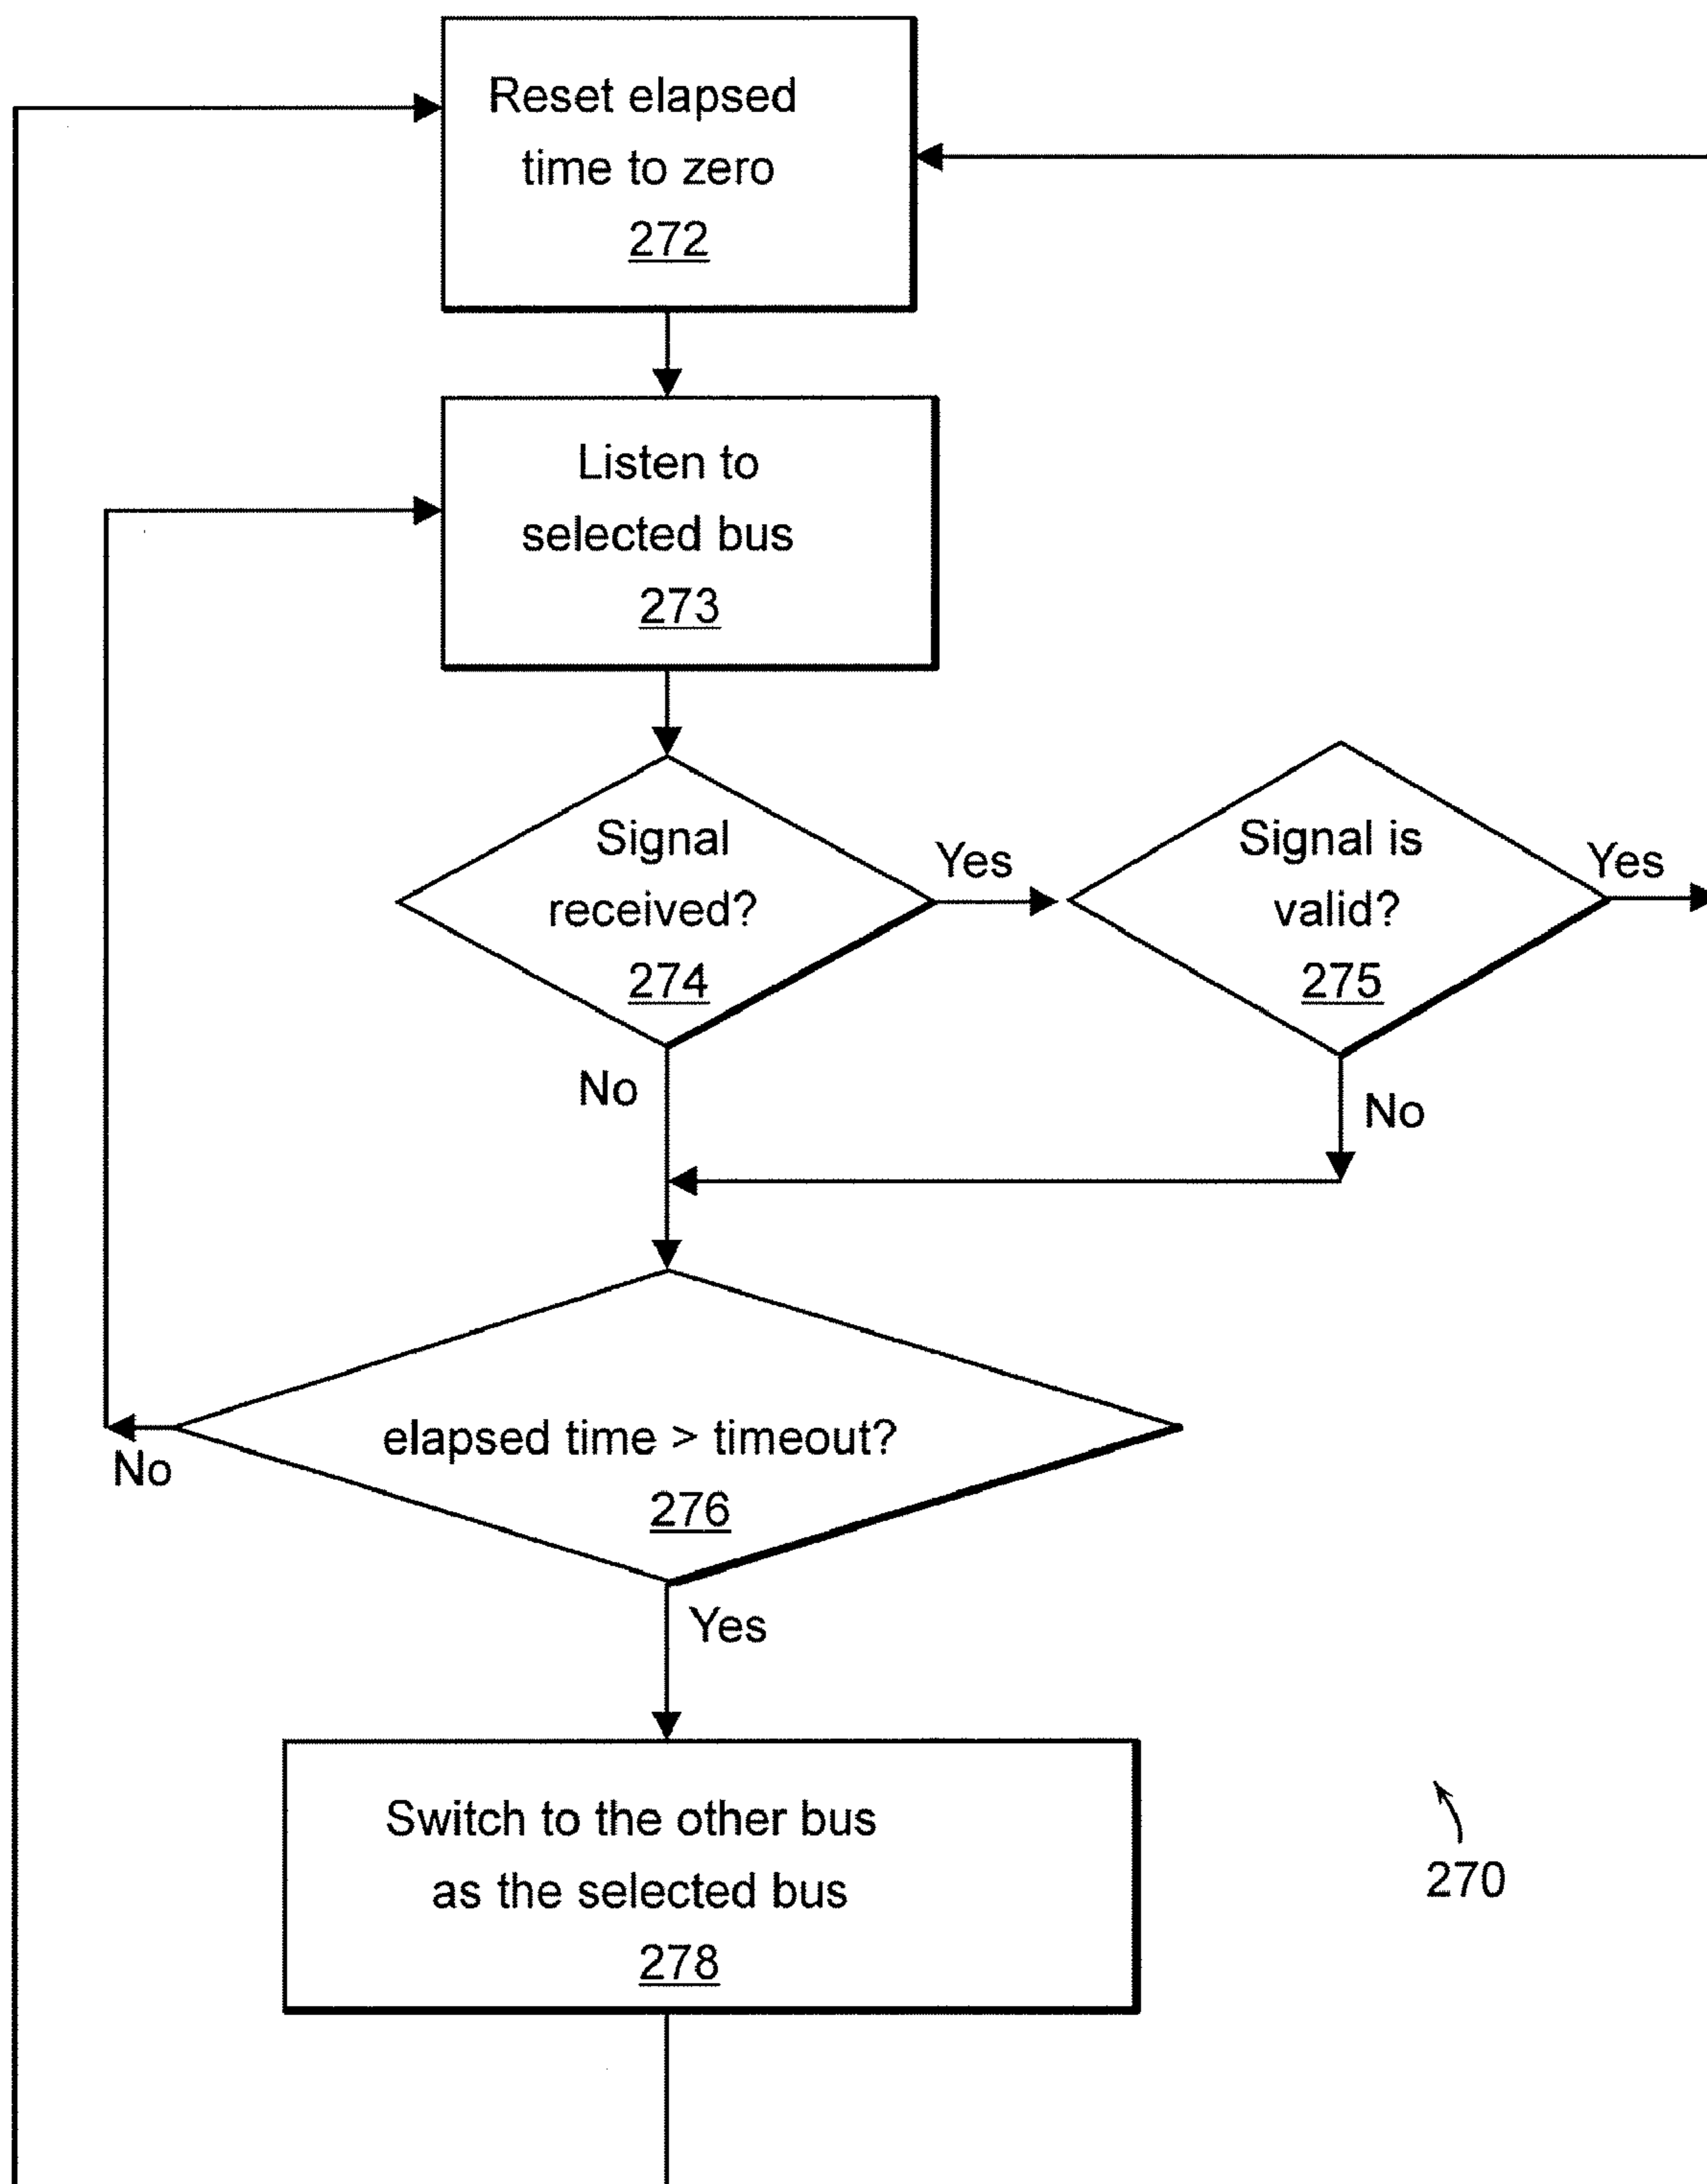 Reset elapsed
time to zero
272
Listen to
selected bus
273
Signal
received?
274
Yes
Signal is
valid?
275
Yes
No
No
elapsed time > timeout?
276
No
Yes
Switch to the other bus
as the selected bus
278
270